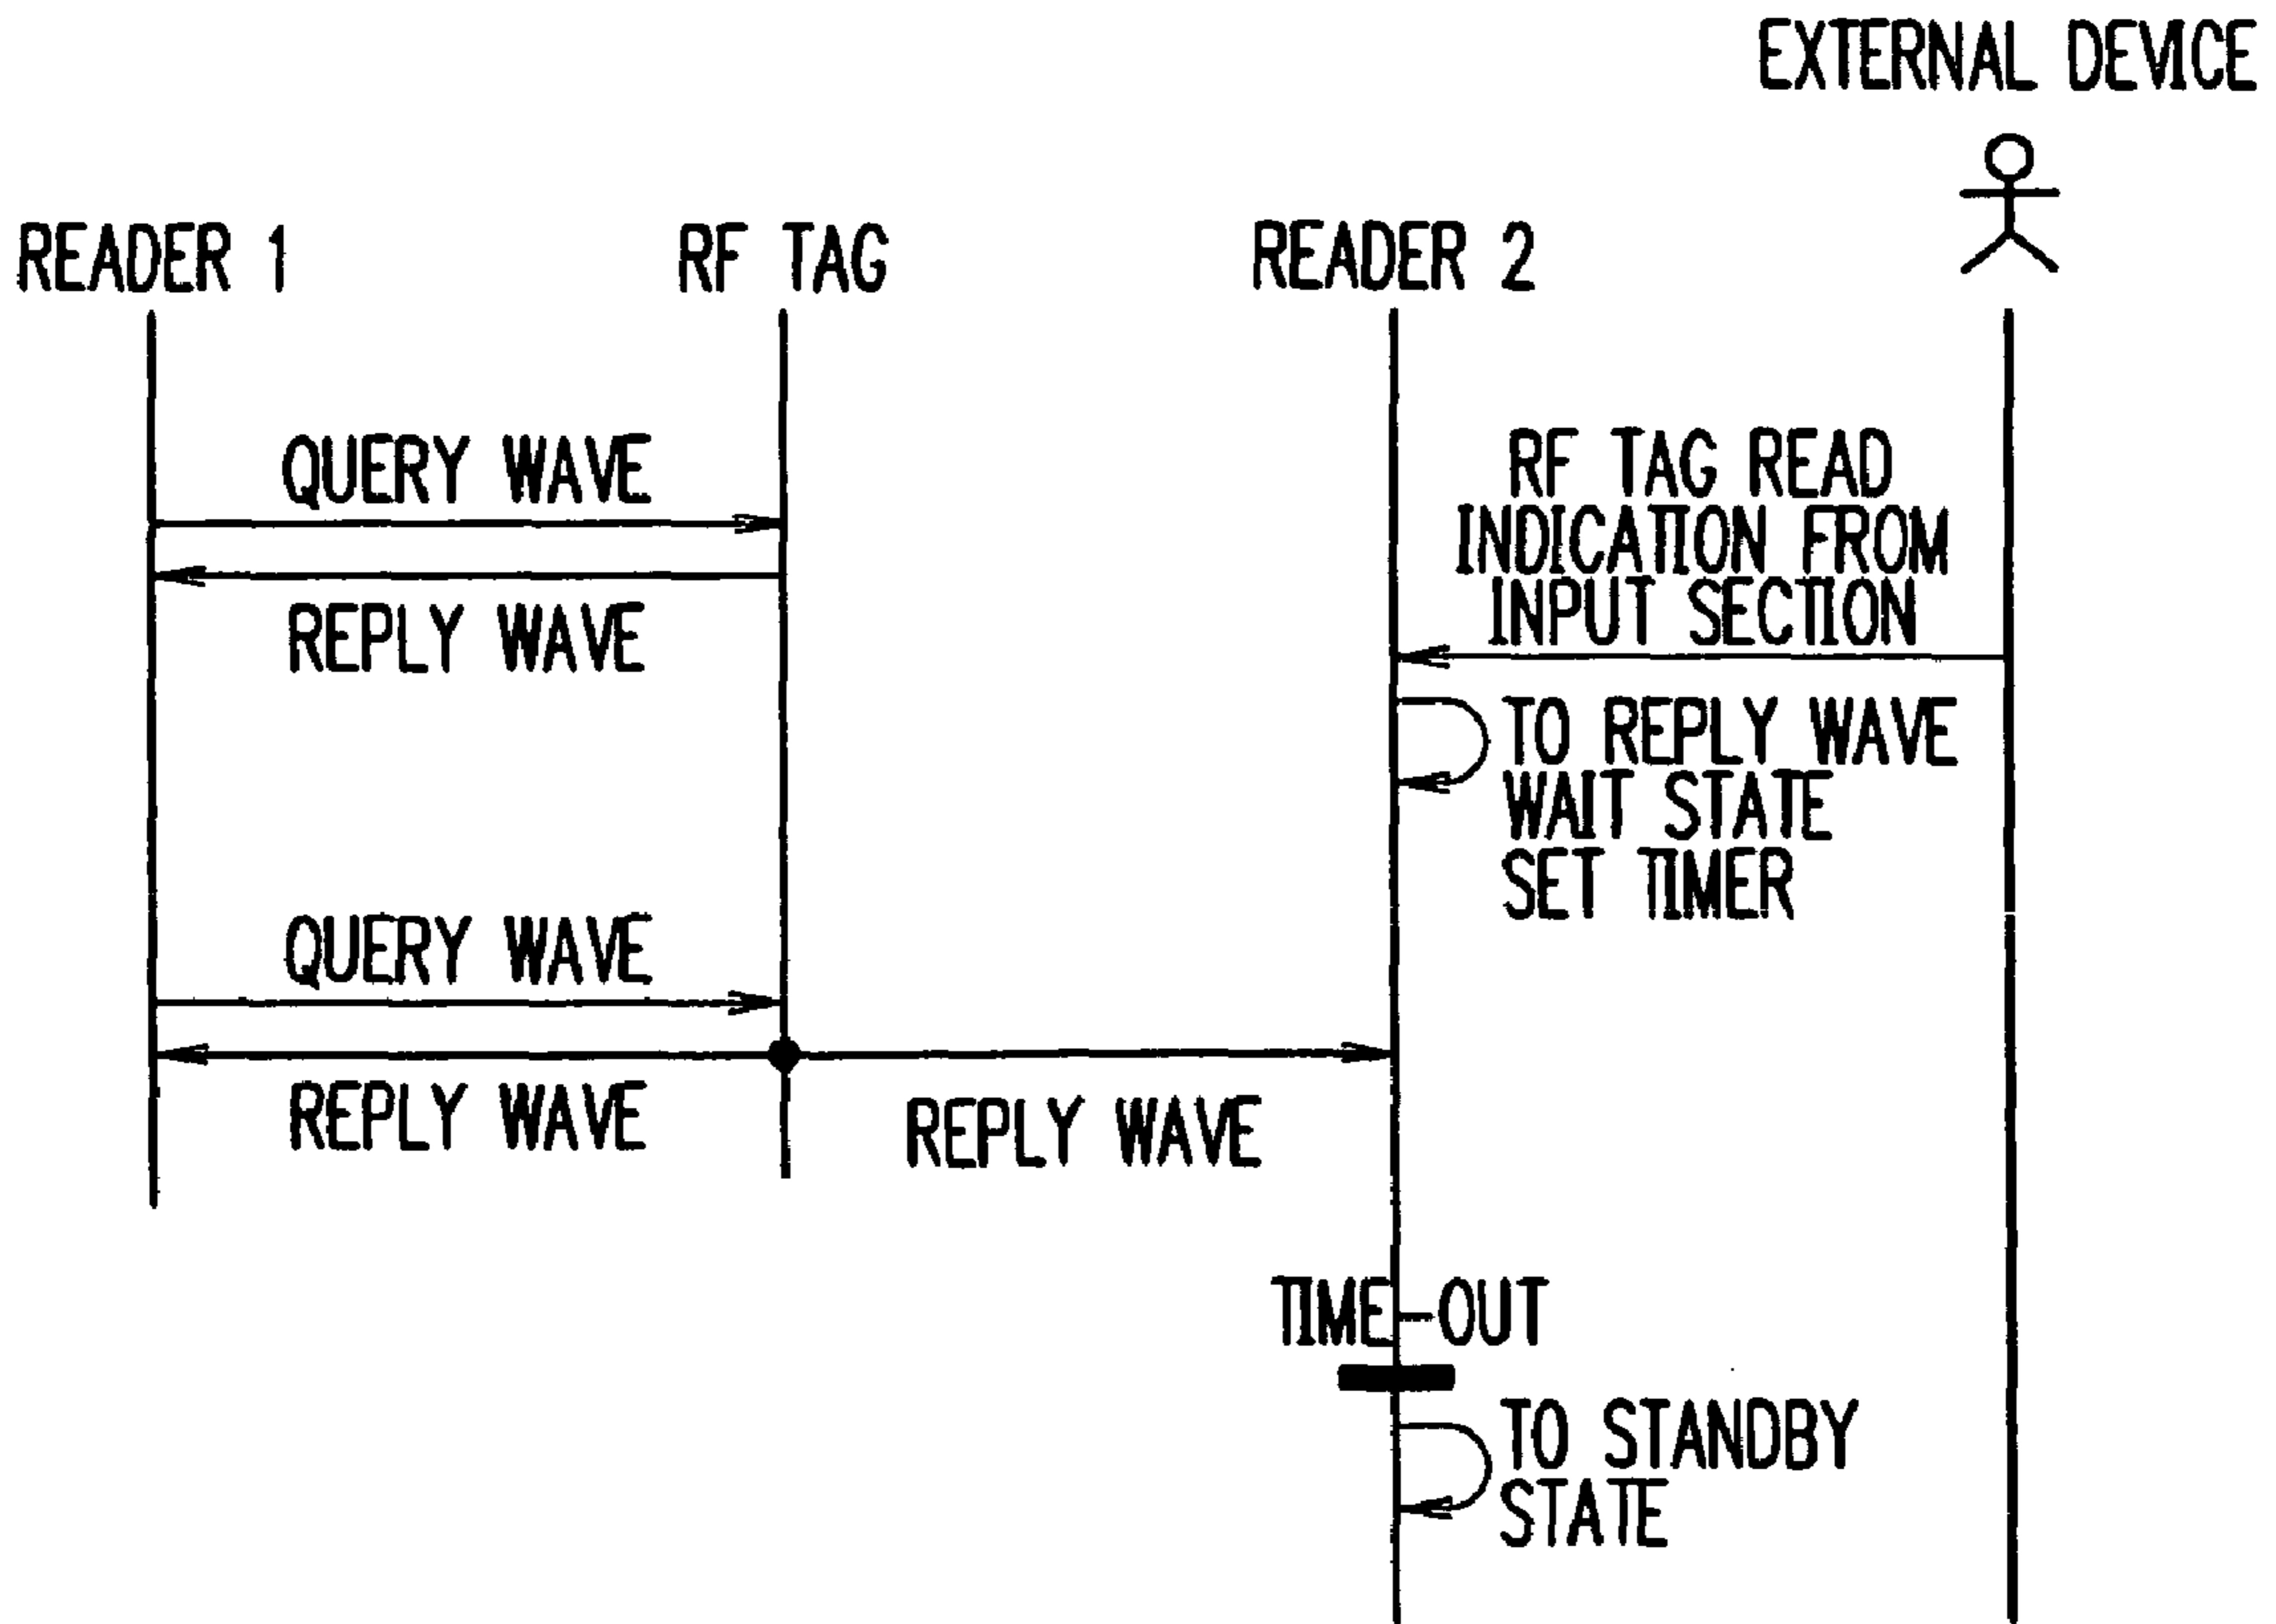 EXTERNAL DEVICE
READER 1
RF TAG
READER 2
QUERY WAVE
REPLY WAVE
RF TAG READ
INDICATION FROM
INPUT SECTION
TO REPLY WAVE
WAIT STATE
SET TIMER
QUERY WAVE
REPLY WAVE
REPLY WAVE
TIME-OUT
TO STANDBY
STATE